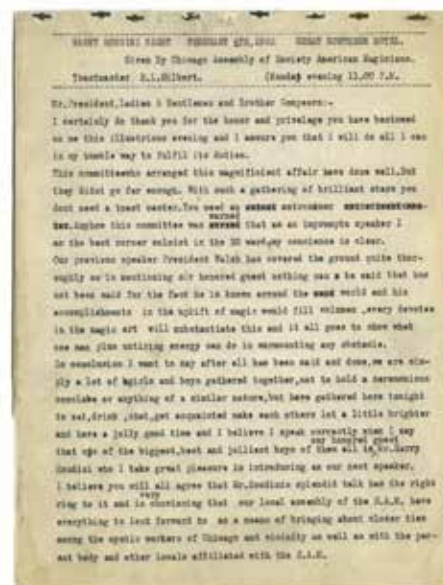 HARRY HOUDINI NIGHT FEBRUARY 4TH, GREAT NORTHERN HOTEL.
Given By Chicago Assembly of Society American Magicians.
Toastmaster (Sunday evening 11.00 P.M.
Mr.President,Ladies & Gentlemen and Brother Compeers:-
I certainly do thank you for the honor and privelage you have bestowed
on me this illustrious evening and I assure you that I will do all I can
in my humble way to fulfil its duties.
This committeewho arranged this magnificient affair have done well.But
they didnt go far enough. With such a gathering of brilliant stars you
dont need a toast master.You need an astronomer
warned
Anyhow this committee was that as an impromptu speaker I
am the best cornet soloist in the ward,my conscience is clear.
Our previous speaker President Walsh has covered the ground quite thor-
oughly so in mentioning our honored guest nothing can be said that has
not been said for the fact he is known around the world and his
accomplishments in the uplift of magic would fill volumes ,every devotee
in the magic art will substantiate this and it all goes to show what
one man plus untiring energy can do in surmounting any obstacle.
In conclusion I want to say after all has been said and done,we are sim-
ply a lot of girls and boys gathered together,not to hold a ceremonious
conclave or anything of a similar nature,but have gathered here tonight
to eat,drink ,chat,get acquainted make each others lot a little brighter
and have a jolly good time and I believe I speak correctly when I say
our honored guest
that one of the biggest,best and jolliest boys of them all is Mr.Harry
Houdini who I take great pleasure in introducing as our next speaker.
I believe you will all agree that Mr.Houdinis splendid talk has the right
very
ring to it and is convincing that our local assembly of the S.A.M. have
everything to look forward to as a means of bringing about closer ties
among the mystic workers of Chicago and vicinity as well as with the par-
ent body and other locals affiliated with the S.A.M.